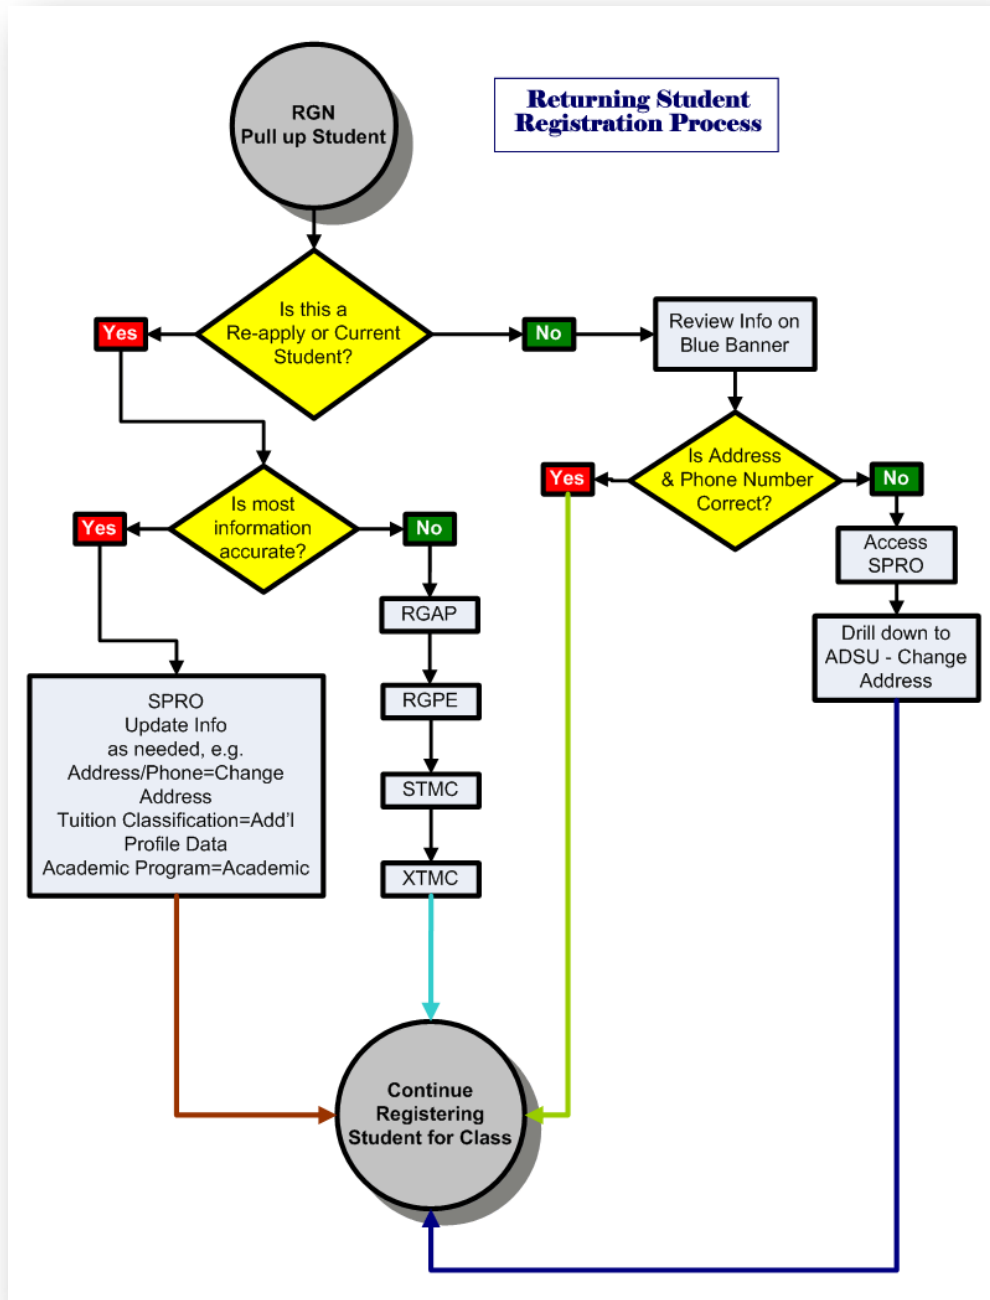 Returning Student
Registration Process
RGN
Pull up Student
Is this a
Re-apply or Current
Student?
Yes
No
Review Info on
Blue Banner
Is Address
& Phone Number
Correct?
Yes
No
Access
SPRO
Drill down to
ADSU - Change
Address
Is most
information
accurate?
Yes
No
RGAP
RGPE
STMC
XTMC
SPRO
Update Info
as needed, e.g.
Address/Phone=Change
Address
Tuition Classification=Add'l
Profile Data
Academic Program=Academic
Continue
Registering
Student for Class